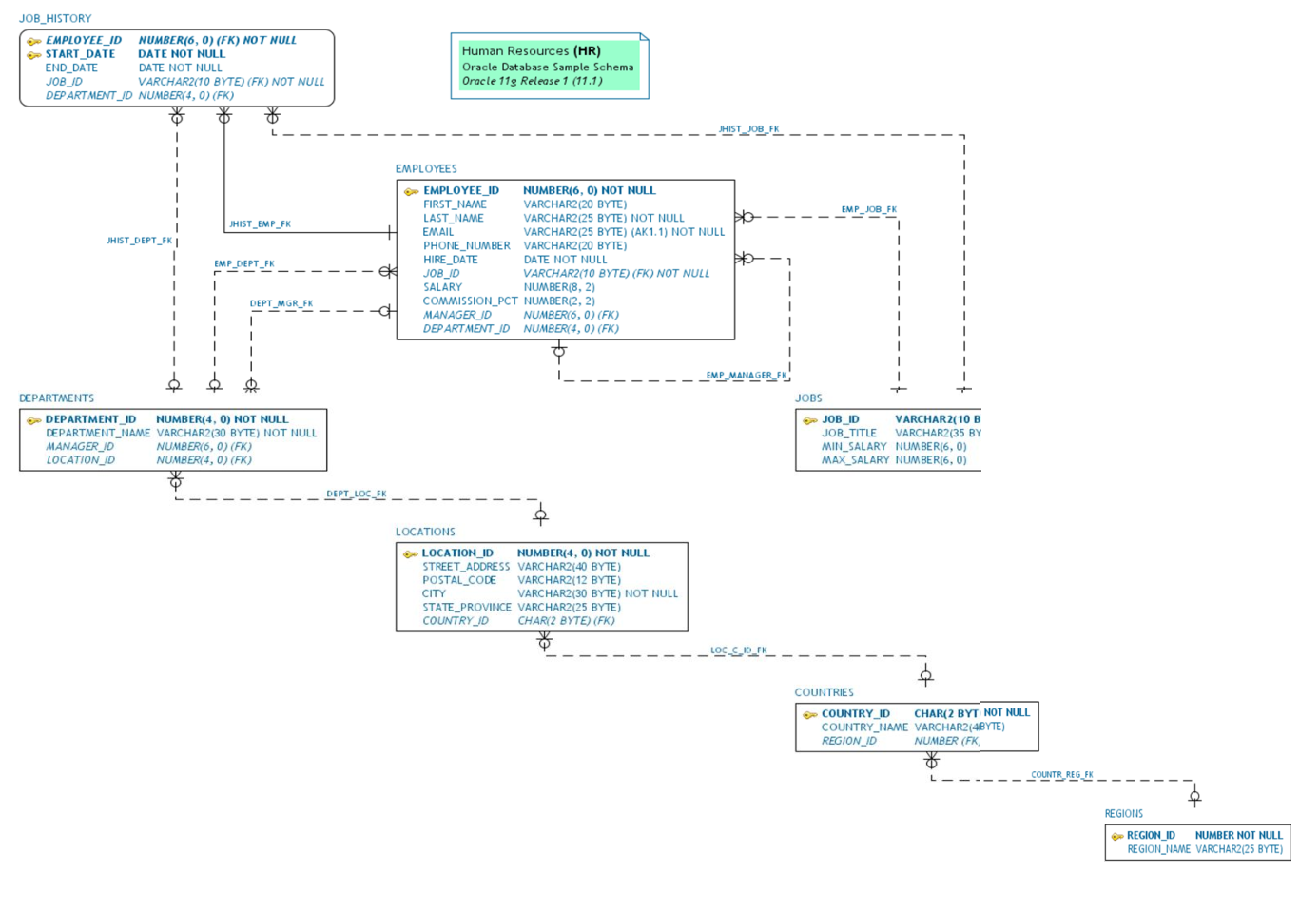 JOB_HISTORY
EMPLOYEE_ID NUMBER(6, 0) (FK) NOT NULL
START_DATE DATE NOT NULL
END_DATE DATE NOT NULL
JOB_ID VARCHAR2(10 BYTE) (FK) NOT NULL
DEPARTMENT_ID NUMBER(4, 0) (FK)
Human Resources (HR)
Oracle Database Sample Schema
Oracle 11g Release 1 (11.1)
JHIST_JOB_FK
EMPLOYEES
EMPLOYEE_ID NUMBER(6, 0) NOT NULL
FIRST_NAME VARCHAR2(20 BYTE)
LAST_NAME VARCHAR2(25 BYTE) NOT NULL
EMAIL VARCHAR2(25 BYTE) (AK1.1) NOT NULL
PHONE_NUMBER VARCHAR2(20 BYTE)
HIRE_DATE DATE NOT NULL
JOB_ID VARCHAR2(10 BYTE) (FK) NOT NULL
SALARY NUMBER(8, 2)
COMMISSION_PCT NUMBER(2, 2)
MANAGER_ID NUMBER(6, 0) (FK)
DEPARTMENT_ID NUMBER(4, 0) (FK)
EMP_JOB_FK
JHIST_EMP_FK
JHIST_DEPT_FK
EMP_DEPT_FK
DEPT_MGR_FK
EMP_MANAGER_FK
DEPARTMENTS
DEPARTMENT_ID NUMBER(4, 0) NOT NULL
DEPARTMENT_NAME VARCHAR2(30 BYTE) NOT NULL
MANAGER_ID NUMBER(6, 0) (FK)
LOCATION_ID NUMBER(4, 0) (FK)
JOBS
JOB_ID VARCHAR2(10 B
JOB_TITLE VARCHAR2(35 BY
MIN_SALARY NUMBER(6, 0)
MAX_SALARY NUMBER(6, 0)
DEPT_LOC_FK
LOCATIONS
LOCATION_ID NUMBER(4, 0) NOT NULL
STREET_ADDRESS VARCHAR2(40 BYTE)
POSTAL_CODE VARCHAR2(12 BYTE)
CITY VARCHAR2(30 BYTE) NOT NULL
STATE_PROVINCE VARCHAR2(25 BYTE)
COUNTRY_ID CHAR(2 BYTE) (FK)
LOC_C_ID_FK
COUNTRIES
COUNTRY_ID CHAR(2 BYT NOT NULL
COUNTRY_NAME VARCHAR2(4BYTE)
REGION_ID NUMBER (FK
COUNTR_REG_FK
REGIONS
REGION_ID NUMBER NOT NULL
REGION_NAME VARCHAR2(25 BYTE)